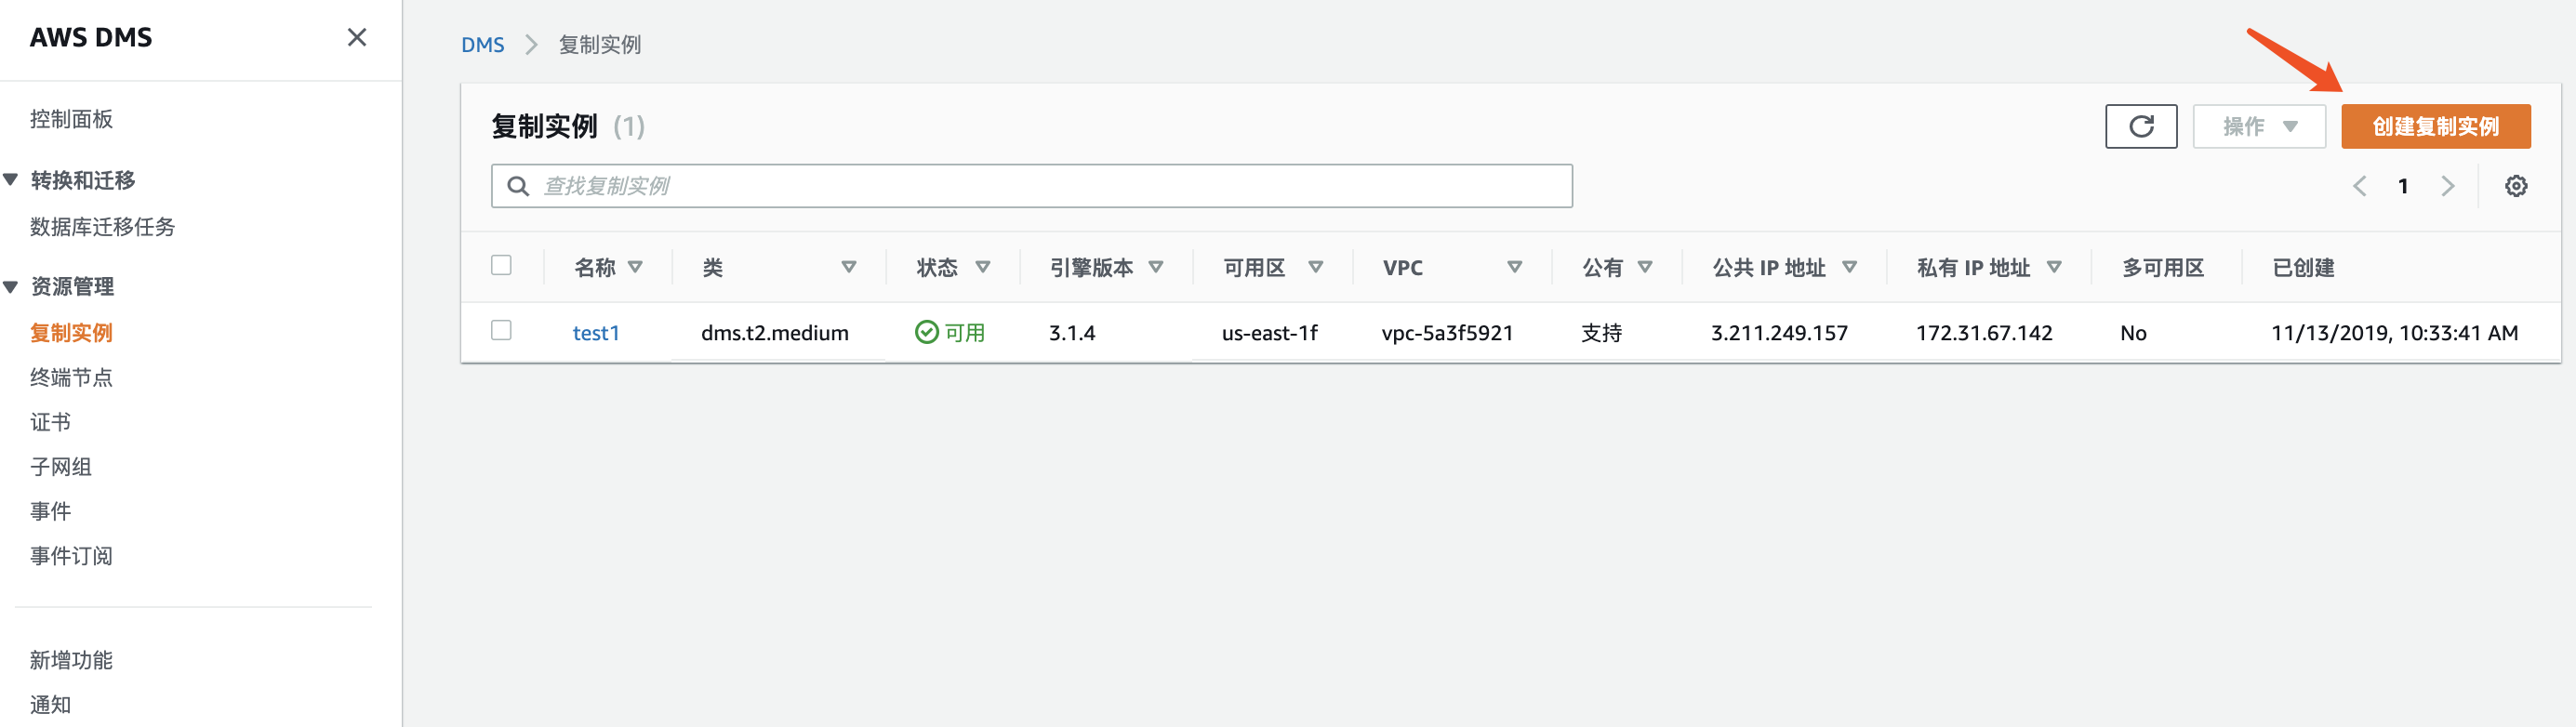 AWS DMS
控制面板
转换和迁移
数据库迁移任务
资源管理
复制实例
终端节点
证书
子网组
事件
事件订阅
新增功能
通知
DMS 复制实例
复制实例 (1)
操作
创建复制实例
查找复制实例
1
名称 类 状态 引擎版本 可用区 VPC 公有 公共 IP 地址 私有 IP 地址 多可用区 已创建
test1 dms.t2.medium 可用 3.1.4 us-east-1f vpc-5a3f5921 支持 3.211.249.157 172.31.67.142 No 11/13/2019, 10:33:41 AM